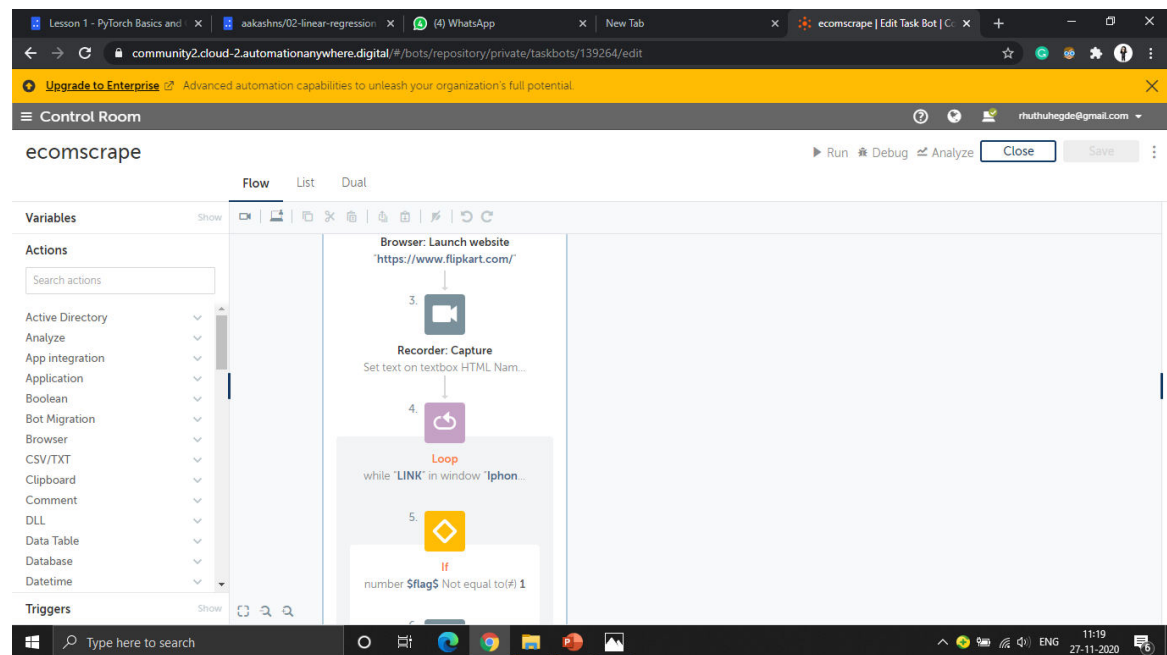 Lesson 1 - PyTorch Basics and
aakashns/02-linear-regression
(4) WhatsApp
New Tab
ecomscrape | Edit Task Bot | Co
community2.cloud-2.automationanywhere.digital/#/bots/repository/private/taskbots/139264/edit
Upgrade to Enterprise Advanced automation capabilities to unleash your organization's full potential.
Control Room
rhuthuhegde@gmail.com
ecomscrape
Run Debug Analyze Close Save
Flow List Dual
Variables Show
Actions
Search actions
Active Directory
Analyze
App integration
Application
Boolean
Bot Migration
Browser
CSV/TXT
Clipboard
Comment
DLL
Data Table
Database
Datetime
Triggers Show
Browser: Launch website
"https://www.flipkart.com/"
3.
Recorder: Capture
Set text on textbox HTML Nam...
4.
Loop
while "LINK" in window "Iphon...
5.
If
number $flag$ Not equal to(≠) 1
Type here to search
ENG
11:19
27-11-2020